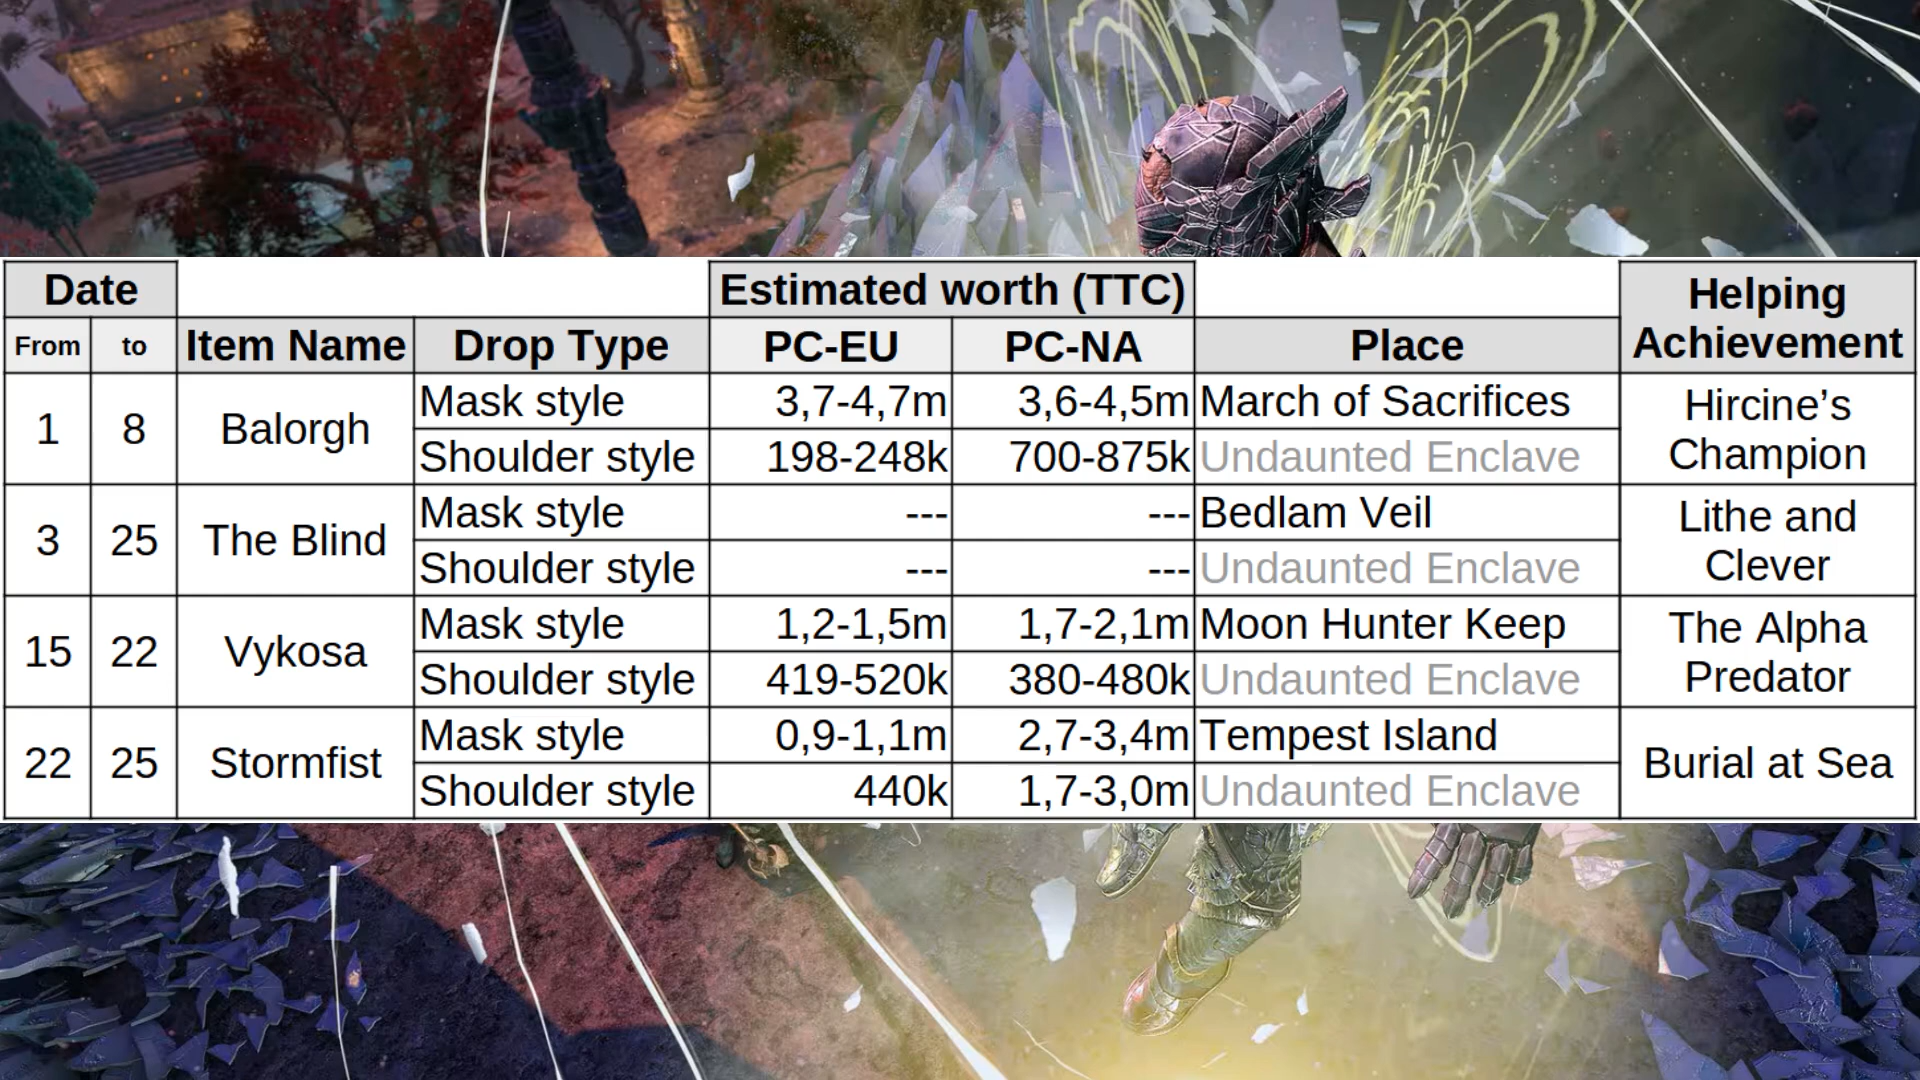 Date Estimated worth (TTC) Helping Achievement
From to Item Name Drop Type PC-EU PC-NA Place
1 8 Balorgh Mask style 3,7-4,7m 3,6-4,5m March of Sacrifices Hircine’s Champion
Shoulder style 198-248k 700-875k Undaunted Enclave
3 25 The Blind Mask style --- --- Bedlam Veil Lithe and Clever
Shoulder style --- --- Undaunted Enclave
15 22 Vykosa Mask style 1,2-1,5m 1,7-2,1m Moon Hunter Keep The Alpha Predator
Shoulder style 419-520k 380-480k Undaunted Enclave
22 25 Stormfist Mask style 0,9-1,1m 2,7-3,4m Tempest Island Burial at Sea
Shoulder style 440k 1,7-3,0m Undaunted Enclave